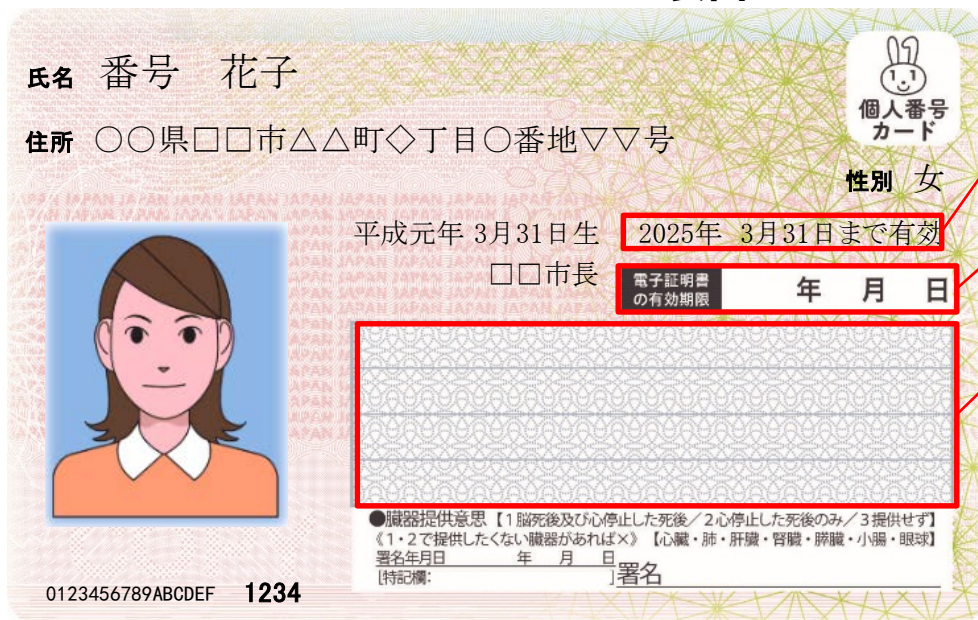 氏名 番号 花子
個人番号
カード
住所 〇〇県□□市△△町◇丁目〇番地▽▽号
性別 女
平成元年 3月31日生 2025年 3月31日まで有効
□□市長
電子証明書
の有効期限 年 月 日
●臓器提供意思【1脳死後及び心停止した死後／2心停止した死後のみ／3提供せず】
《1・2で提供したくない臓器があれば×》【心臓・肺・肝臓・腎臓・膵臓・小腸・眼球】
署名年月日 年 月 日
[特記欄: ]署名
0123456789ABCDEF 1234